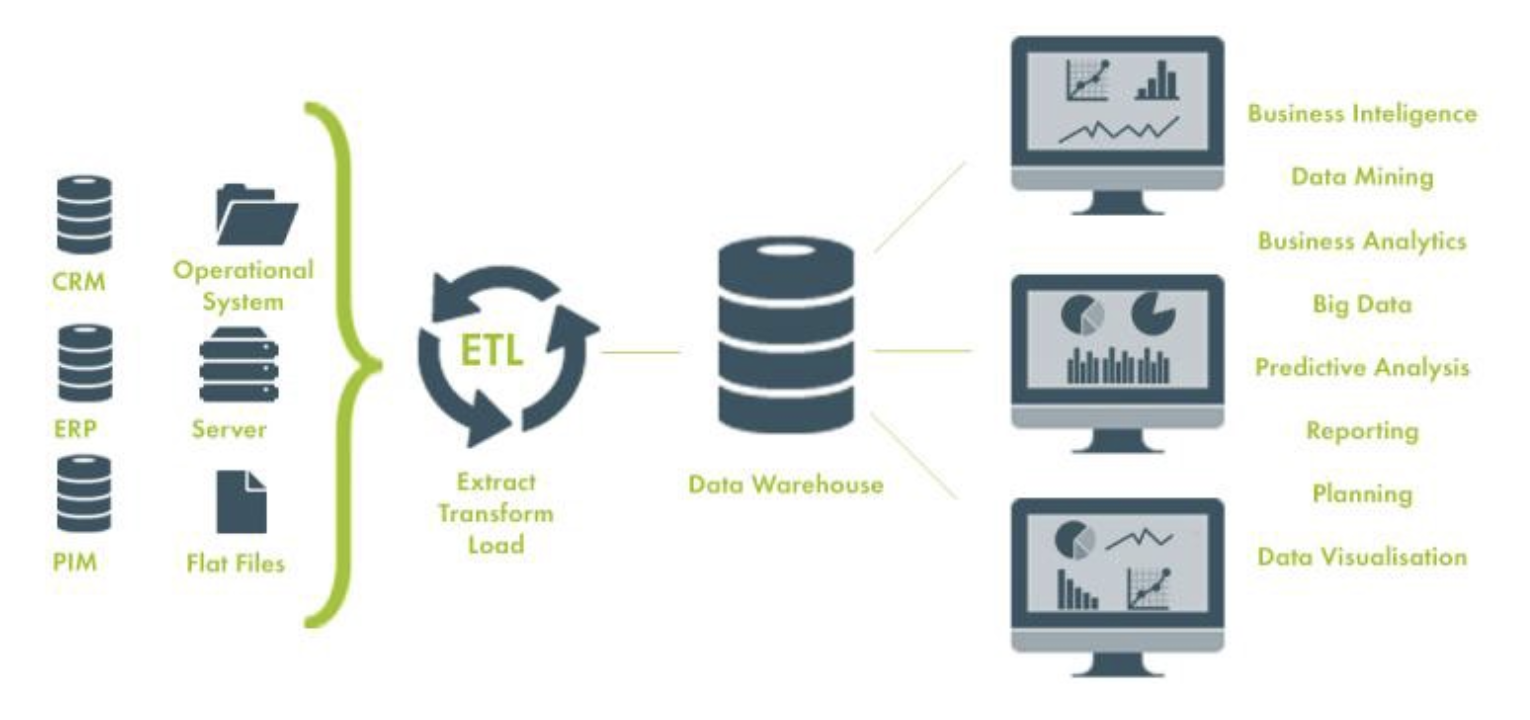 CRM
Operational
System
ERP
Server
PIM
Flat Files
ETL
Extract
Transform
Load
Data Warehouse
Business Inteligence
Data Mining
Business Analytics
Big Data
Predictive Analysis
Reporting
Planning
Data Visualisation